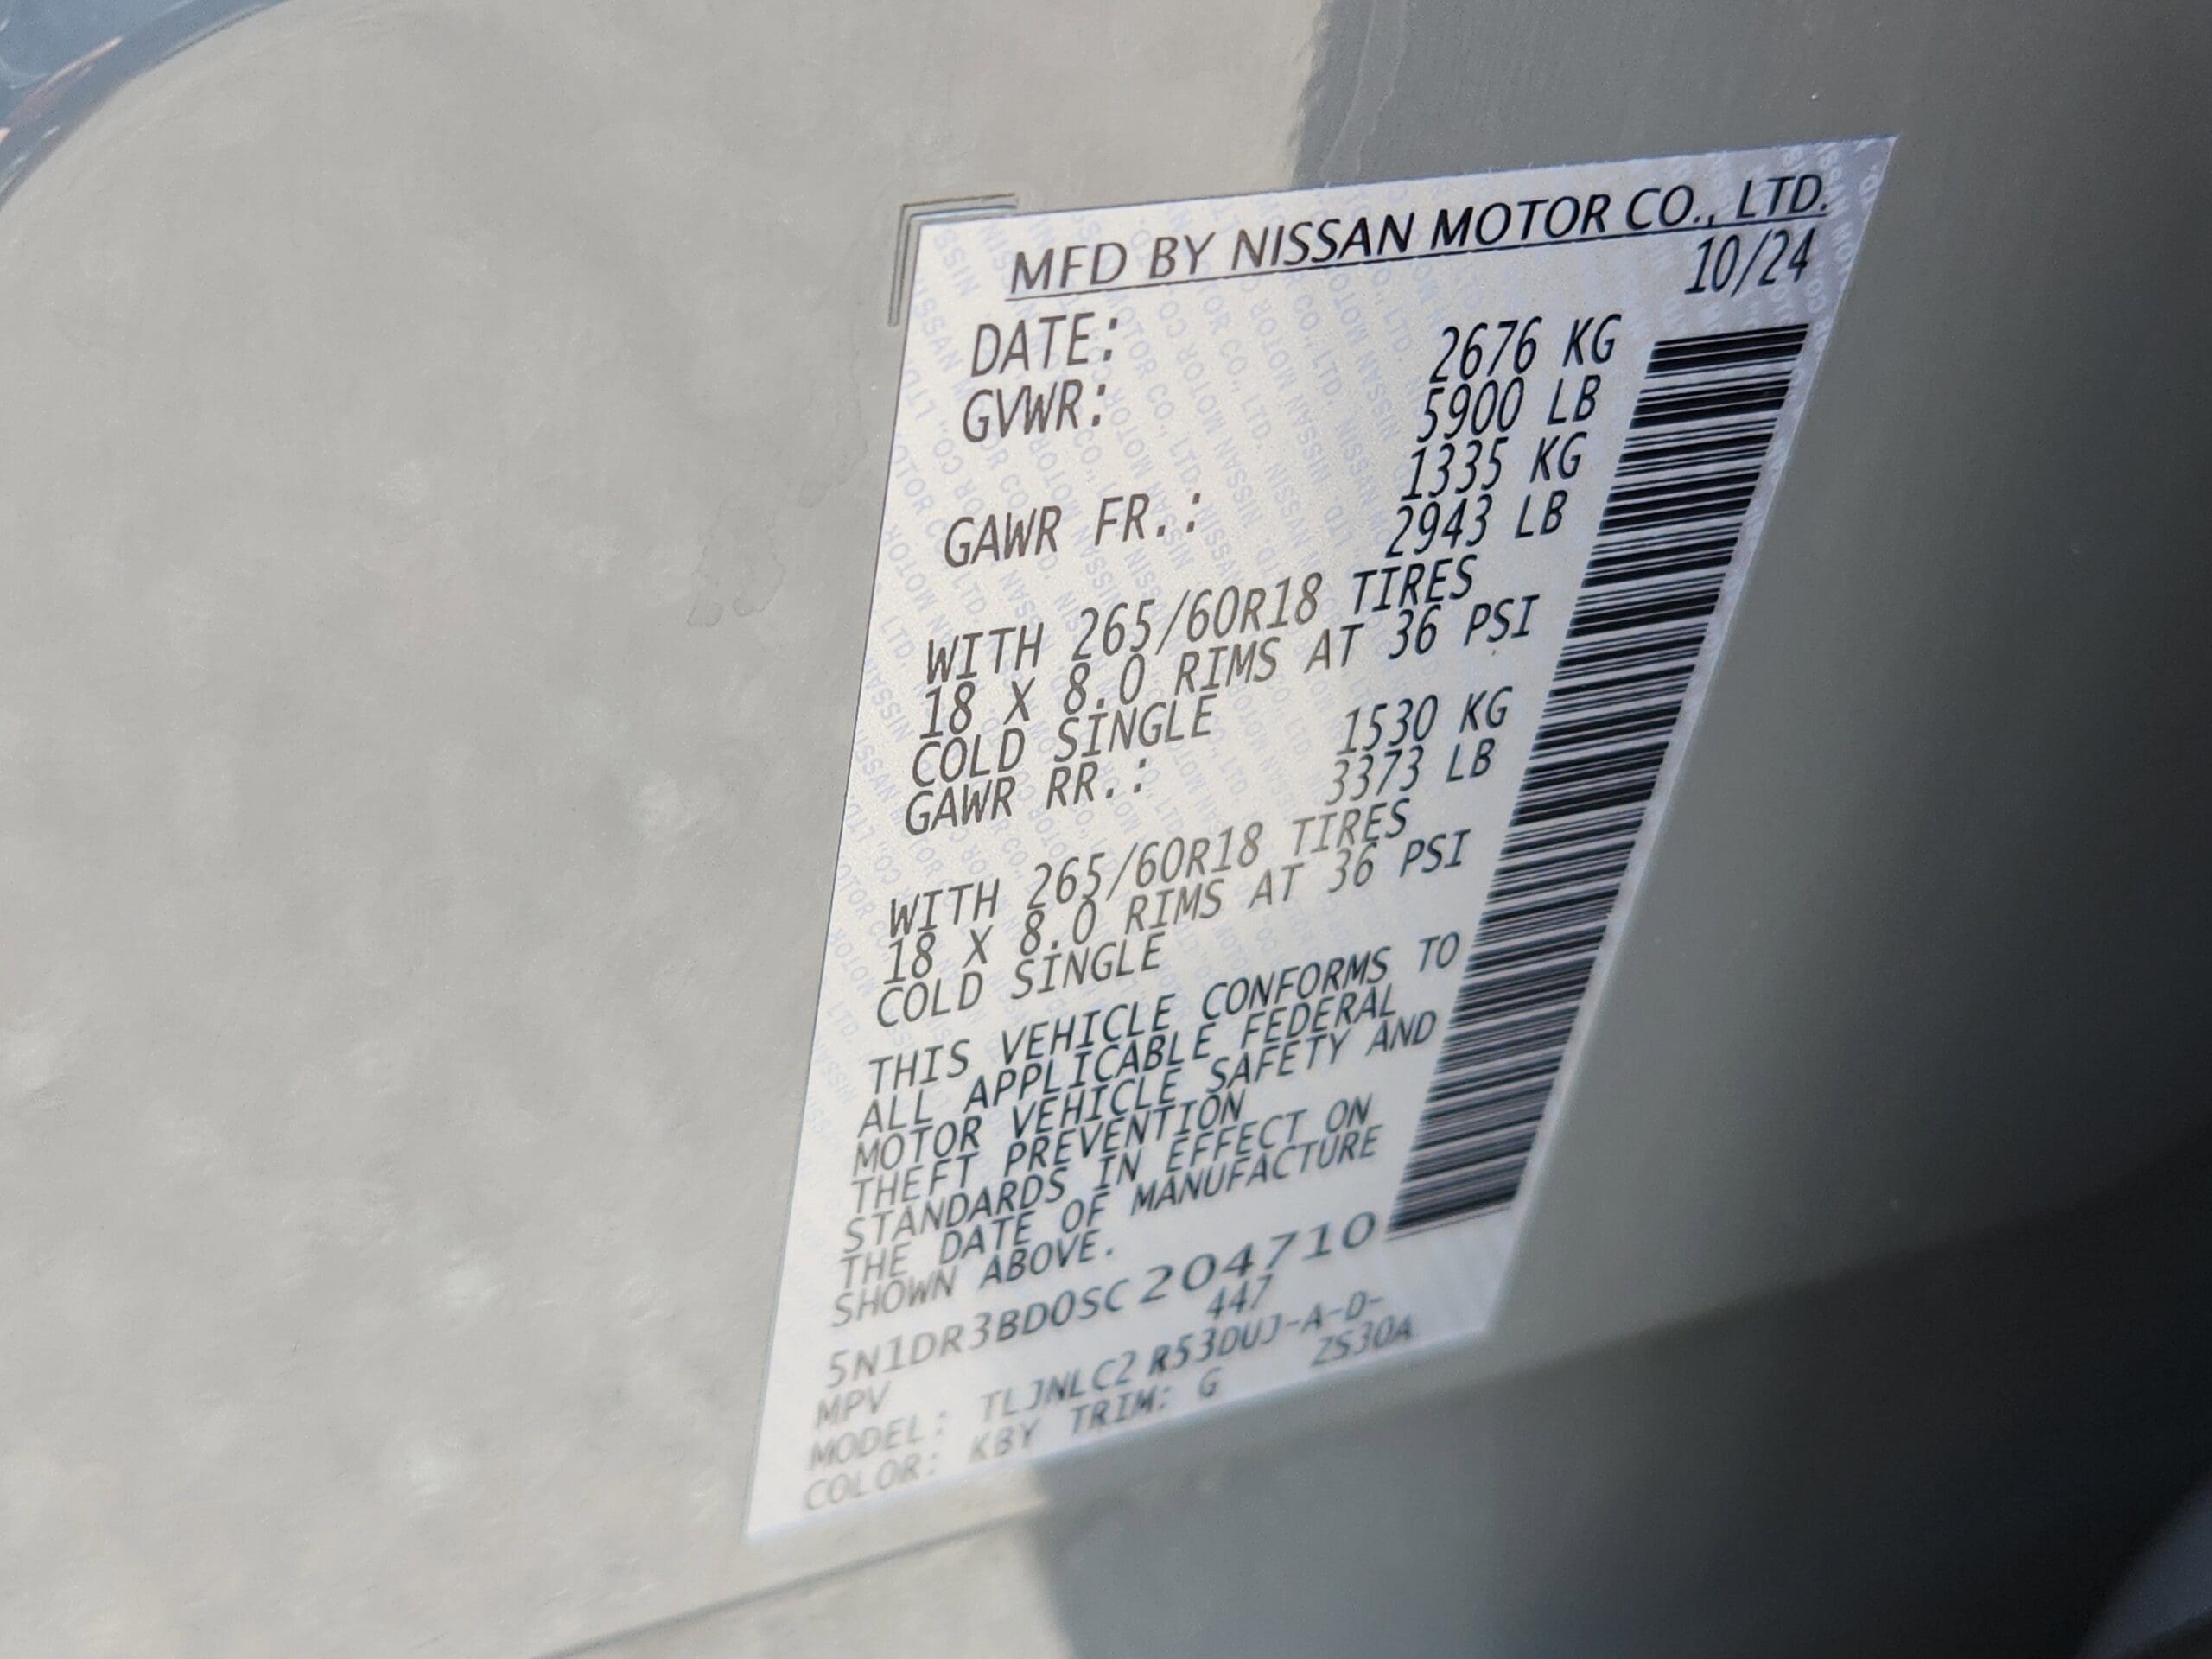 MFD BY NISSAN MOTOR CO., LTD.
DATE: 10/24
GVWR: 2676 KG
5900 LB
GAWR FR.: 1335 KG
2943 LB
WITH 265/60R18 TIRES
18 X 8.0 RIMS AT 36 PSI
COLD SINGLE
GAWR RR.: 1530 KG
3373 LB
WITH 265/60R18 TIRES
18 X 8.0 RIMS AT 36 PSI
COLD SINGLE
THIS VEHICLE CONFORMS TO
ALL APPLICABLE FEDERAL
MOTOR VEHICLE SAFETY AND
THEFT PREVENTION
STANDARDS IN EFFECT ON
THE DATE OF MANUFACTURE
SHOWN ABOVE.
5N1DR3BD0SC204710
MPV 447
MODEL: TLJNLC2 R53DUJ-A-D-
COLOR: KBY TRIM: G ZS30A